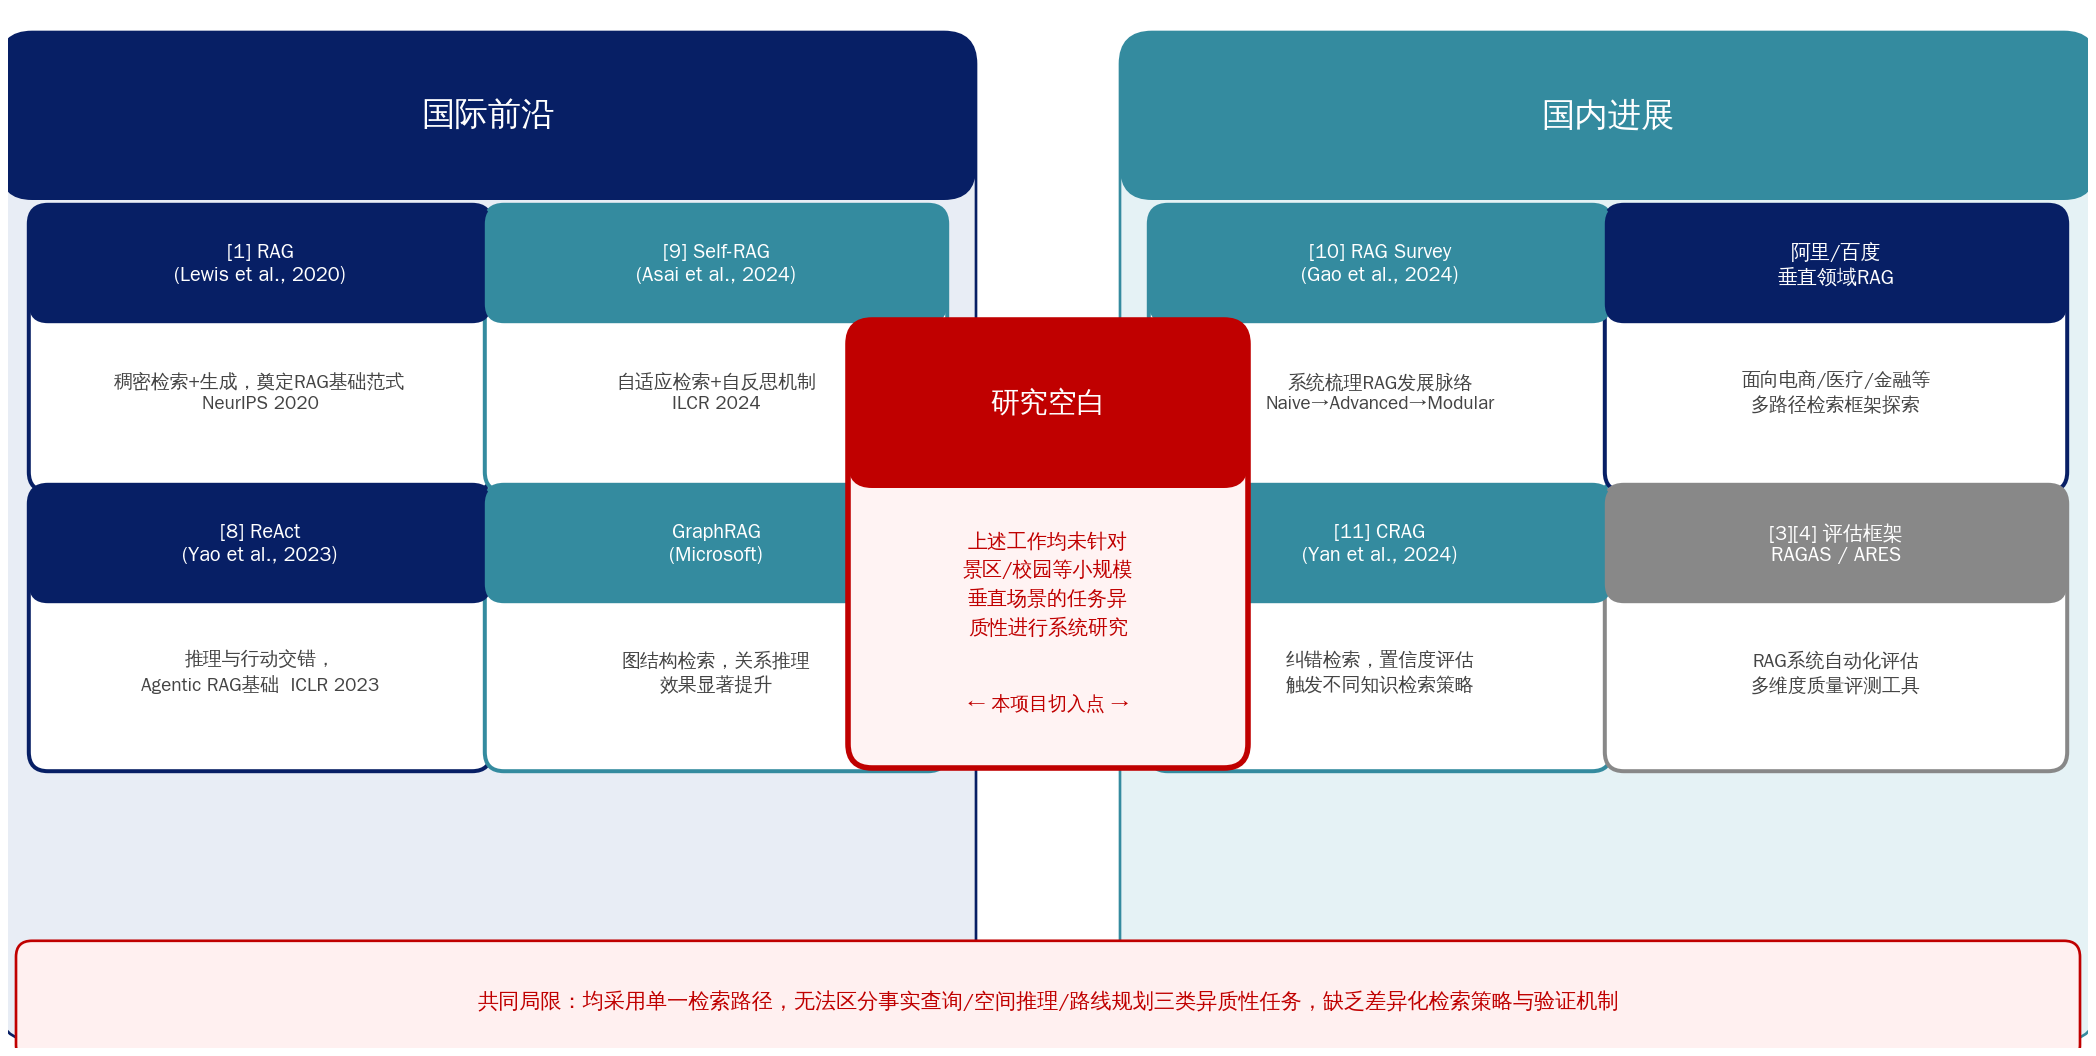 国际前沿
国内进展
[1] RAG
(Lewis et al., 2020)
稠密检索+生成，奠定RAG基础范式
NeurIPS 2020
[9] Self-RAG
(Asai et al., 2024)
自适应检索+自反思机制
ILCR 2024
[8] ReAct
(Yao et al., 2023)
推理与行动交错，
Agentic RAG基础 ICLR 2023
GraphRAG
(Microsoft)
图结构检索，关系推理
效果显著提升
研究空白
上述工作均未针对
景区/校园等小规模
垂直场景的任务异
质性进行系统研究
← 本项目切入点 →
[10] RAG Survey
(Gao et al., 2024)
系统梳理RAG发展脉络
Naive→Advanced→Modular
阿里/百度
垂直领域RAG
面向电商/医疗/金融等
多路径检索框架探索
[11] CRAG
(Yan et al., 2024)
纠错检索，置信度评估
触发不同知识检索策略
[3][4] 评估框架
RAGAS / ARES
RAG系统自动化评估
多维度质量评测工具
共同局限：均采用单一检索路径，无法区分事实查询/空间推理/路线规划三类异质性任务，缺乏差异化检索策略与验证机制